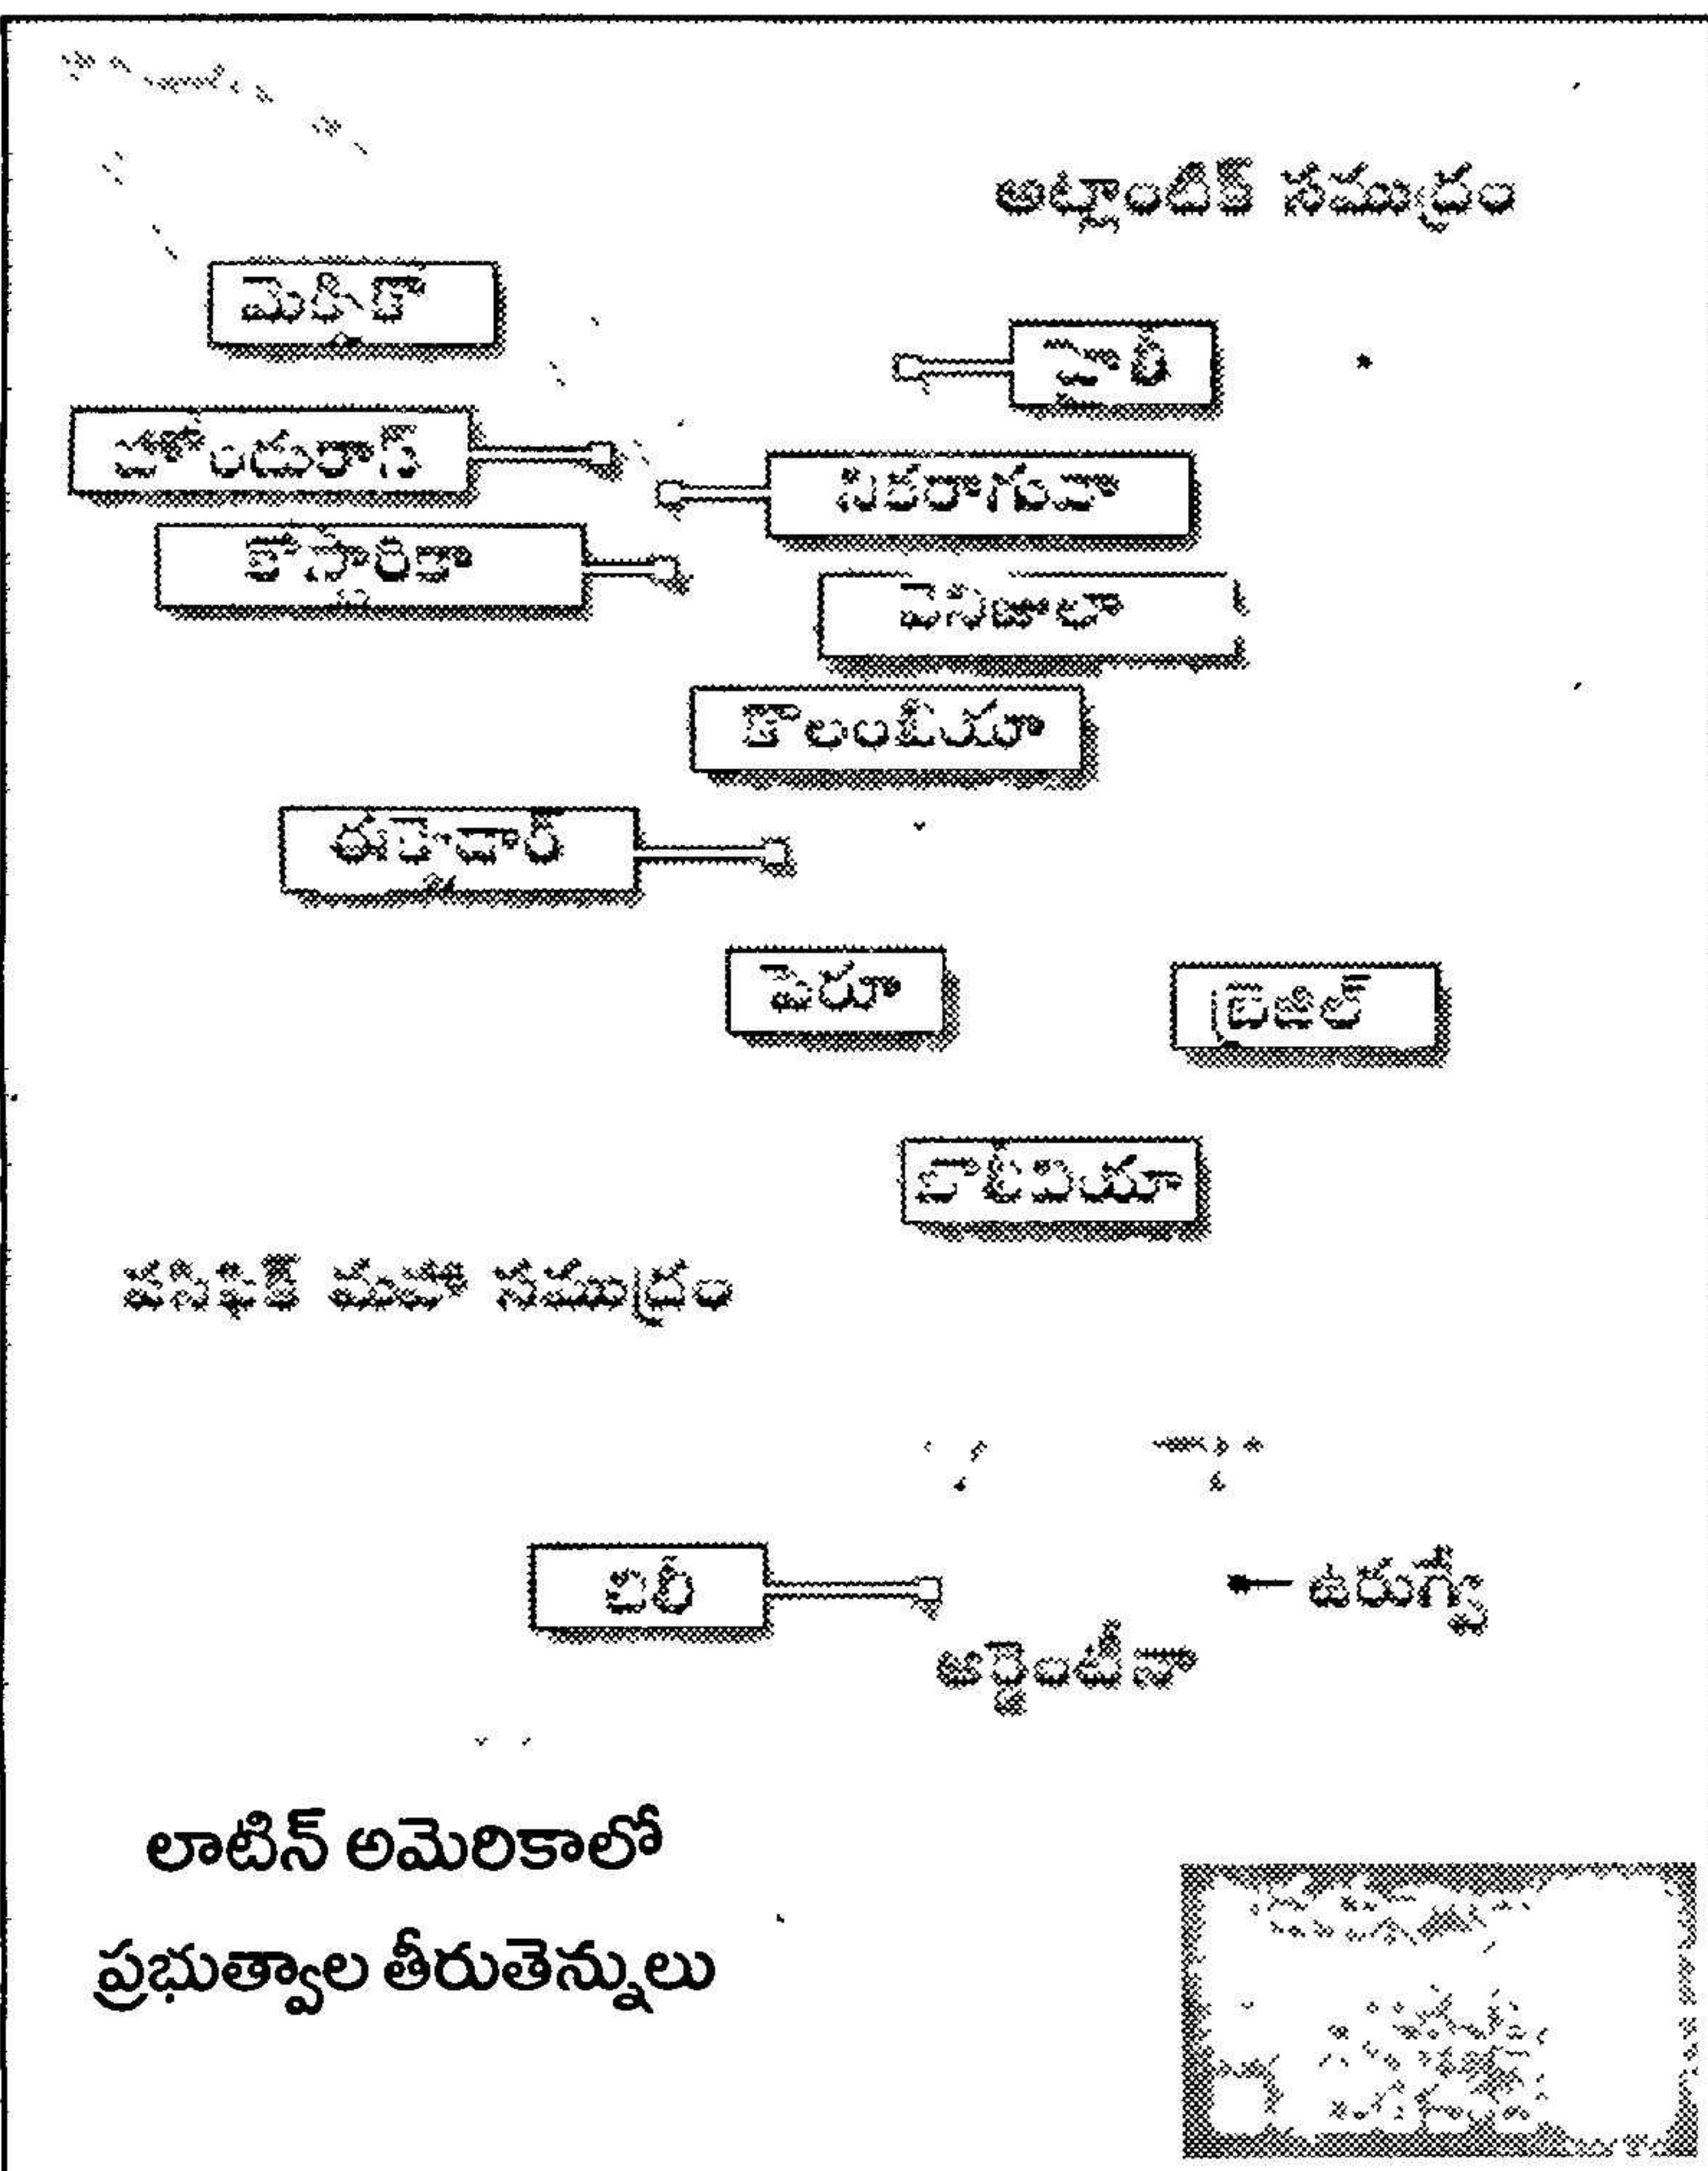 అట్లాంటిక్ సముద్రం
మెక్సికో
హైతీ
హోండురాస్
నికరాగువా
కోస్తారికా
వెనిజులా
కొలంబియా
ఈక్వెడార్
పెరూ
బ్రెజిల్
బొలీవియా
పసిఫిక్ మహా సముద్రం
చిలీ
ఉరుగ్వే
అర్జెంటీనా
లాటిన్ అమెరికాలో
ప్రభుత్వాల తీరుతెన్నులు